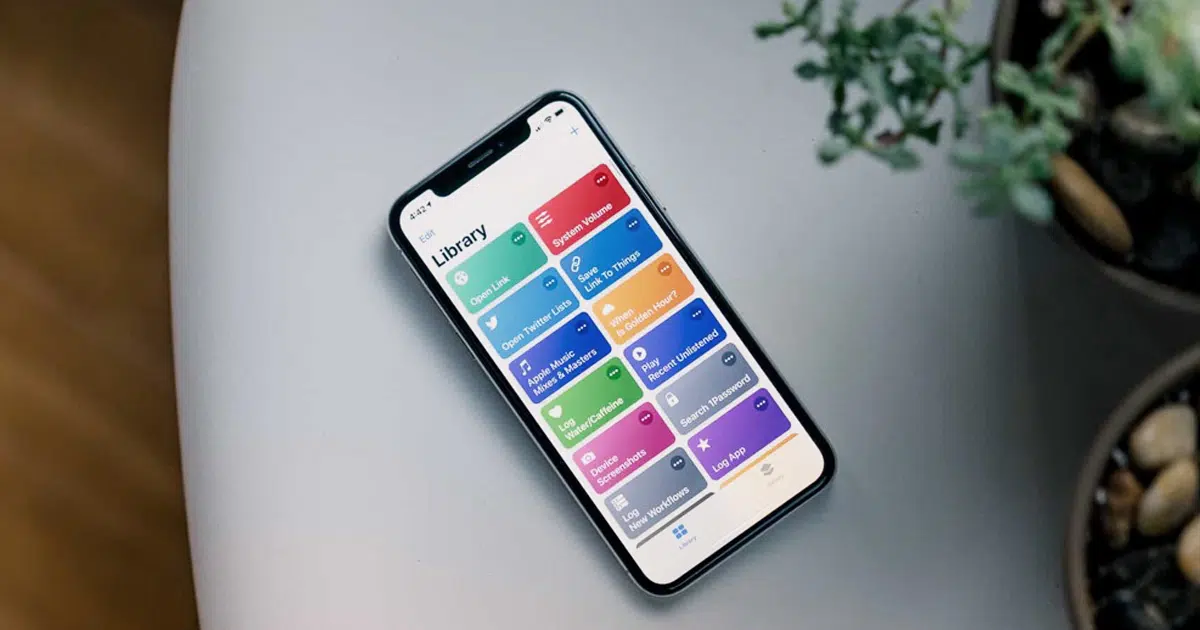 4:42
Edit
Library
Open Link
System Volume
Open Twitter Lists
Save
Link To Things
Apple Music
Mixes & Masters
When
Is Golden Hour?
Log
Water/Caffeine
Play
Recent Unlistened
Device
Screenshots
Search 1Password
Log
New Workflows
Log App
Library